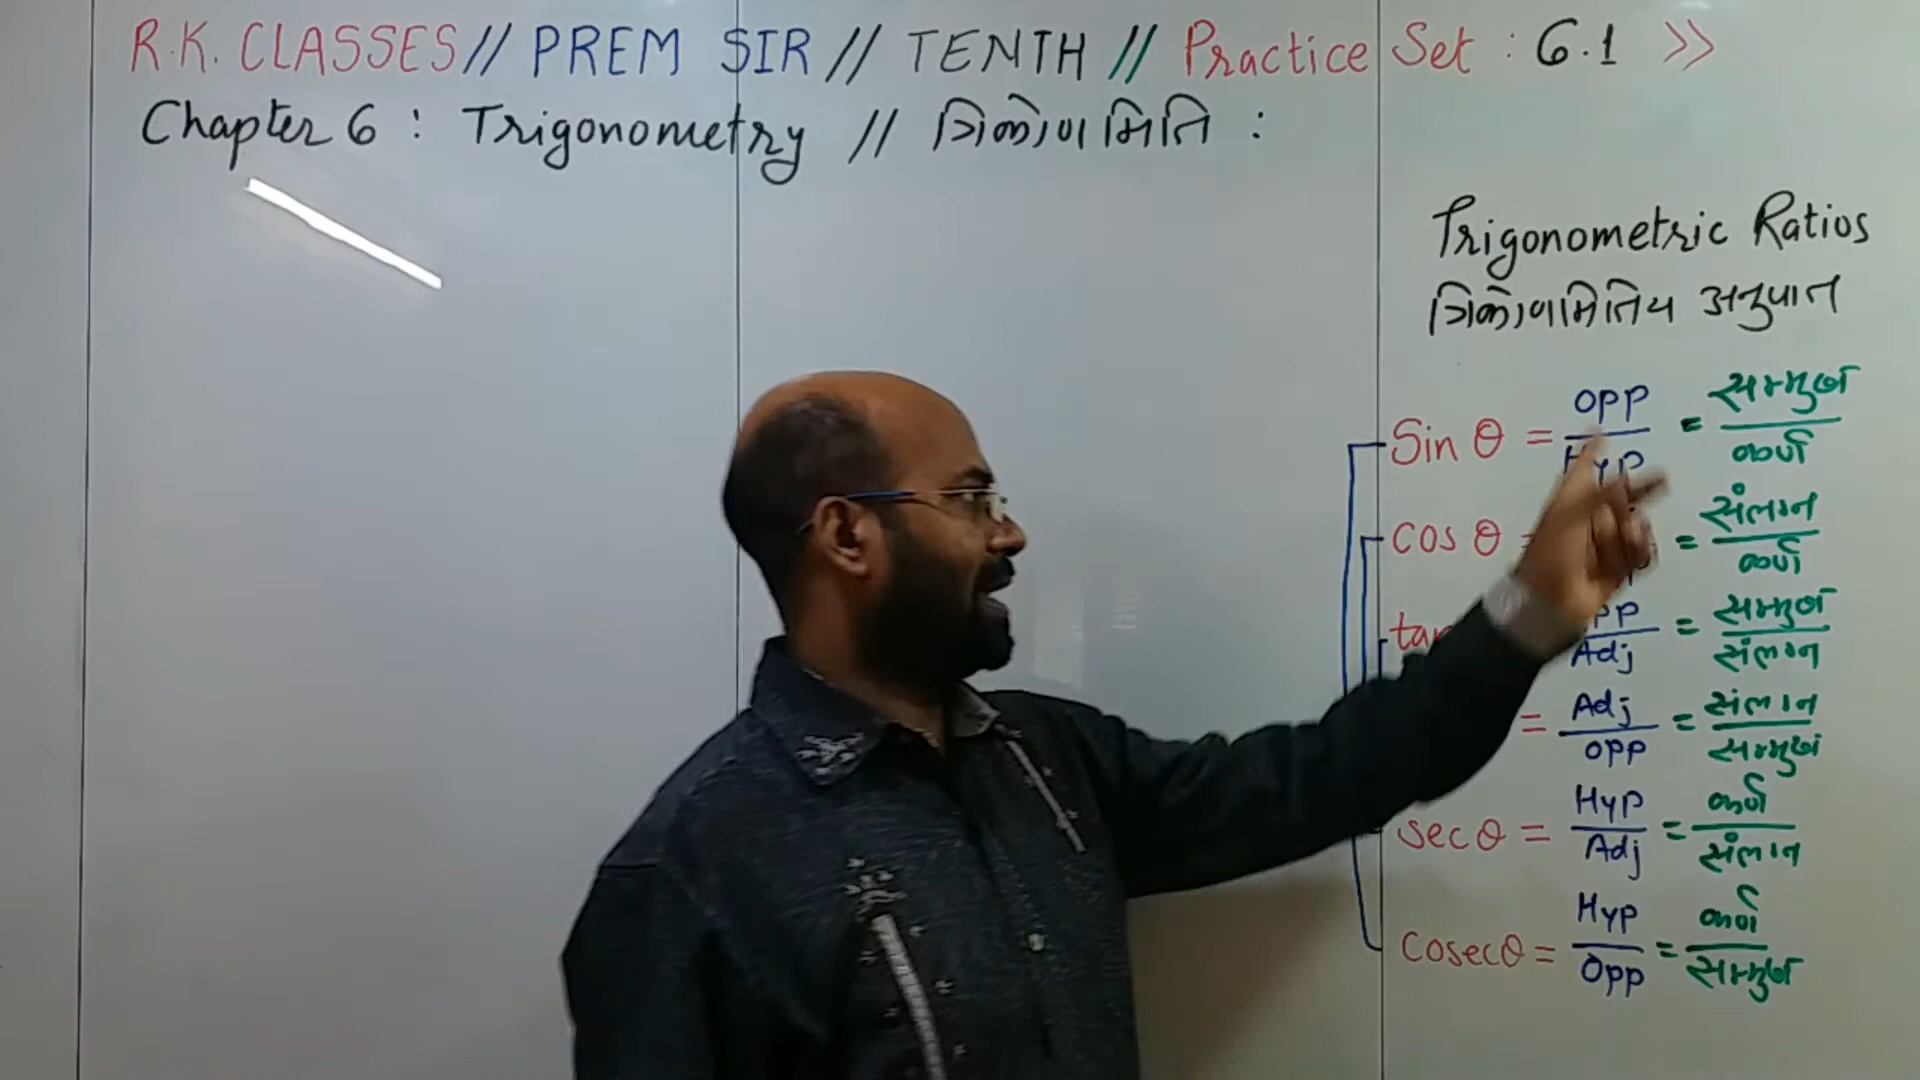 R.K. CLASSES // PREM SIR // TENTH // Practice Set : 6.1 >>
Chapter 6 : Trigonometry // त्रिकोणमिति :
Trigonometric Ratios
त्रिकोणमितिय अनुपात
Sin θ = Opp / Hyp = सम्मुख / कर्ण
cos θ = संलग्न / कर्ण
Adj = सम्मुख / संलग्न
= Adj / opp = संलग्न / सम्मुख
sec θ = Hyp / Adj = कर्ण / संलग्न
Cosec θ = Hyp / Opp = कर्ण / सम्मुख